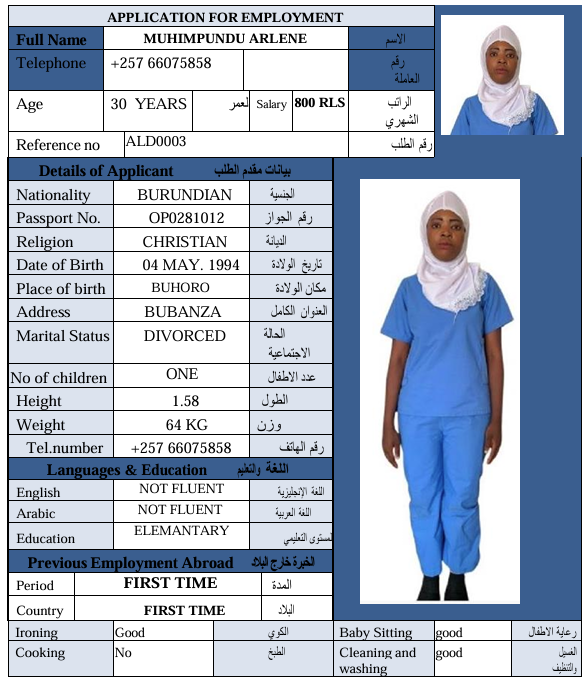 APPLICATION FOR EMPLOYMENT
Full Name MUHIMPUNDU ARLENE الاسم
Telephone +257 66075858 رقم العاملة
Age 30 YEARS لعمر Salary 800 RLS الراتب الشهري
Reference no ALD0003 رقم الطلب
Details of Applicant بيانات مقدم الطلب
Nationality BURUNDIAN الجنسية
Passport No. OP0281012 رقم الجواز
Religion CHRISTIAN الديانة
Date of Birth 04 MAY. 1994 تاريخ الولادة
Place of birth BUHORO مكان الولادة
Address BUBANZA العنوان الكامل
Marital Status DIVORCED الحالة الاجتماعية
No of children ONE عدد الاطفال
Height 1.58 الطول
Weight 64 KG وزن
Tel.number +257 66075858 رقم الهاتف
Languages & Education اللغة والتعليم
English NOT FLUENT اللغة الإنجليزية
Arabic NOT FLUENT اللغة العربية
Education ELEMANTARY لمستوى التعليمي
Previous Employment Abroad الخبرة خارج البلاد
Period FIRST TIME المدة
Country FIRST TIME البلاد
Ironing Good الكوي Baby Sitting good رعاية الاطفال
Cooking No الطبخ Cleaning and washing good الغسيل والتنظيف